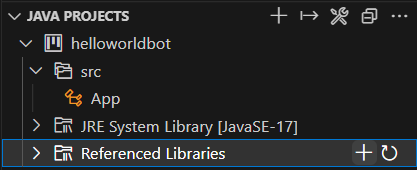 JAVA PROJECTS
helloworldbot
src
App
JRE System Library [JavaSE-17]
Referenced Libraries